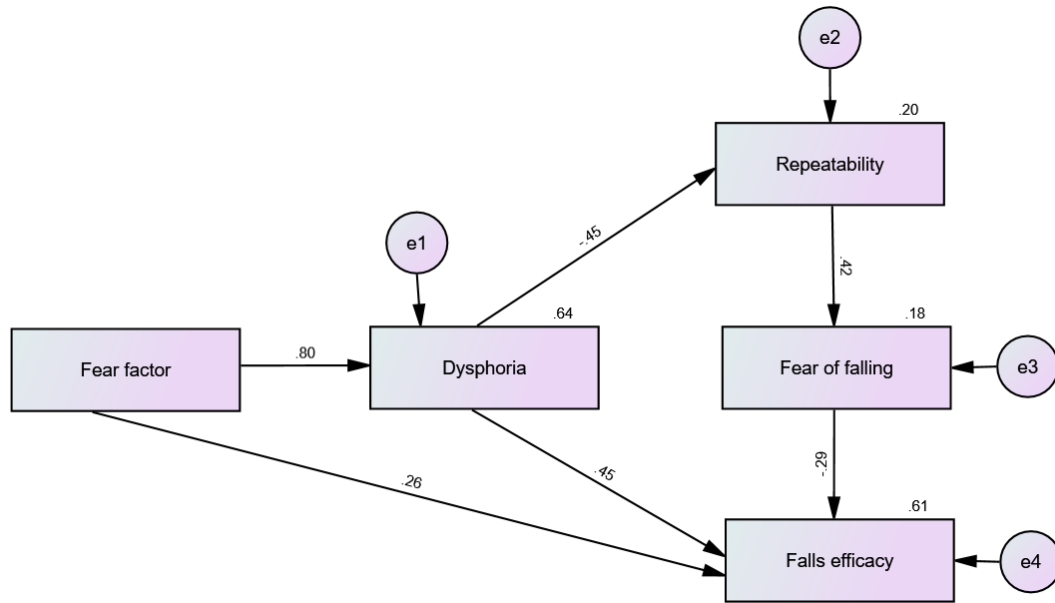 e2
.20
Repeatability
e1
-.45
.42
.64
.18
Fear factor
.80
Dysphoria
Fear of falling
e3
.26
.45
-.29
.61
Falls efficacy
e4